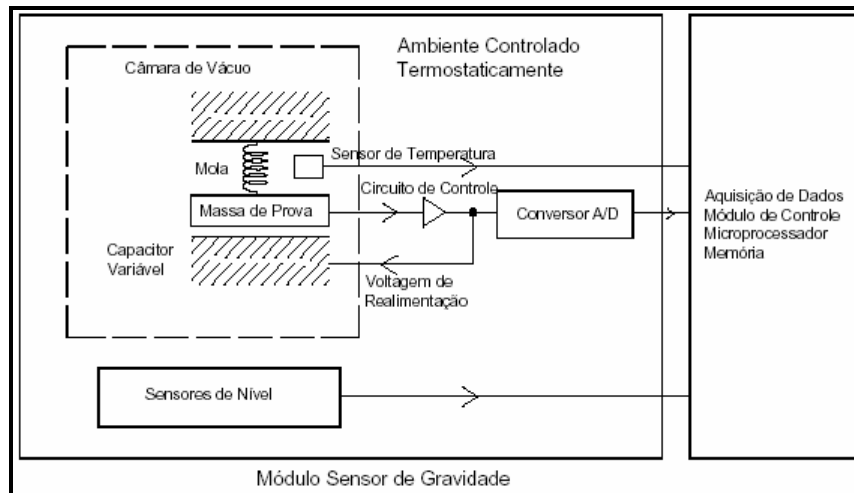 Ambiente Controlado
Termostaticamente
Câmara de Vácuo
Mola
Sensor de Temperatura
Circuito de Controle
Massa de Prova
Conversor A/D
Capacitor
Variável
Voltagem de
Realimentação
Sensores de Nível
Módulo Sensor de Gravidade
Aquisição de Dados
Módulo de Controle
Microprocessador
Memória